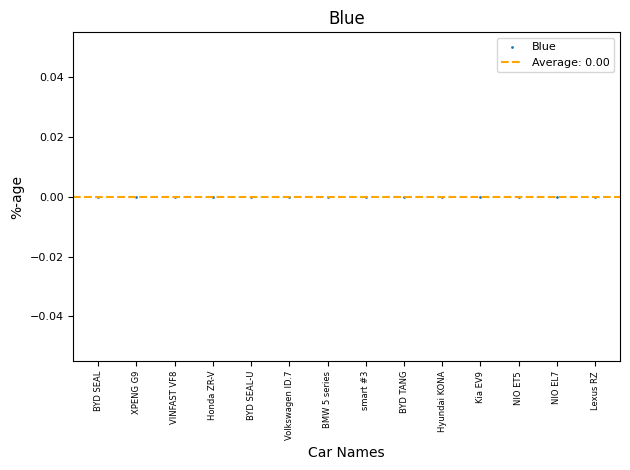 Blue
Blue
Average: 0.00
%-age
0.04
0.02
0.00
−0.02
−0.04
BYD SEAL
XPENG G9
VINFAST VF8
Honda ZR-V
BYD SEAL-U
Volkswagen ID.7
BMW 5 series
smart #3
BYD TANG
Hyundai KONA
Kia EV9
NIO ET5
NIO EL7
Lexus RZ
Car Names